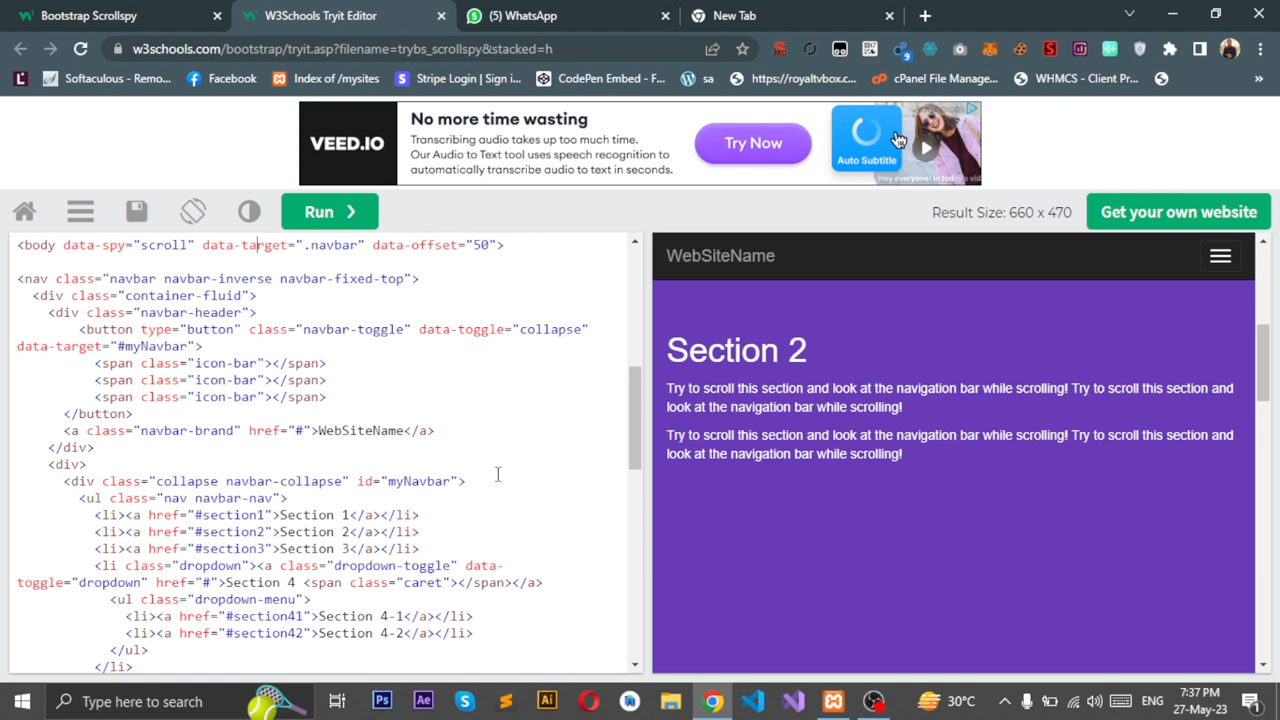 Bootstrap Scrollspy
W3Schools Tryit Editor
(5) WhatsApp
New Tab
w3schools.com/bootstrap/tryit.asp?filename=trybs_scrollspy&stacked=h
Softaculous - Remo...
Facebook
Index of /mysites
Stripe Login | Sign i...
CodePen Embed - F...
sa
https://royaltvbox.c...
cPanel File Manage...
WHMCS - Client Pr...
VEED.IO
No more time wasting
Transcribing audio takes up too much time.
Our Audio to Text tool uses speech recognition to
automatically transcribe audio to text in seconds.
Try Now
Auto Subtitle
Run
Result Size: 660 x 470
Get your own website
<body data-spy="scroll" data-target=".navbar" data-offset="50">
<nav class="navbar navbar-inverse navbar-fixed-top">
<div class="container-fluid">
<div class="navbar-header">
<button type="button" class="navbar-toggle" data-toggle="collapse"
data-target="#myNavbar">
<span class="icon-bar"></span>
<span class="icon-bar"></span>
<span class="icon-bar"></span>
</button>
<a class="navbar-brand" href="#">WebSiteName</a>
</div>
<div>
<div class="collapse navbar-collapse" id="myNavbar">
<ul class="nav navbar-nav">
<li><a href="#section1">Section 1</a></li>
<li><a href="#section2">Section 2</a></li>
<li><a href="#section3">Section 3</a></li>
<li class="dropdown"><a class="dropdown-toggle" data-
toggle="dropdown" href="#">Section 4 <span class="caret"></span></a>
<ul class="dropdown-menu">
<li><a href="#section41">Section 4-1</a></li>
<li><a href="#section42">Section 4-2</a></li>
</ul>
</li>
WebSiteName
Section 2
Try to scroll this section and look at the navigation bar while scrolling! Try to scroll this section and
look at the navigation bar while scrolling!
Try to scroll this section and look at the navigation bar while scrolling! Try to scroll this section and
look at the navigation bar while scrolling!
Type here to search
30°C
ENG
7:37 PM
27-May-23